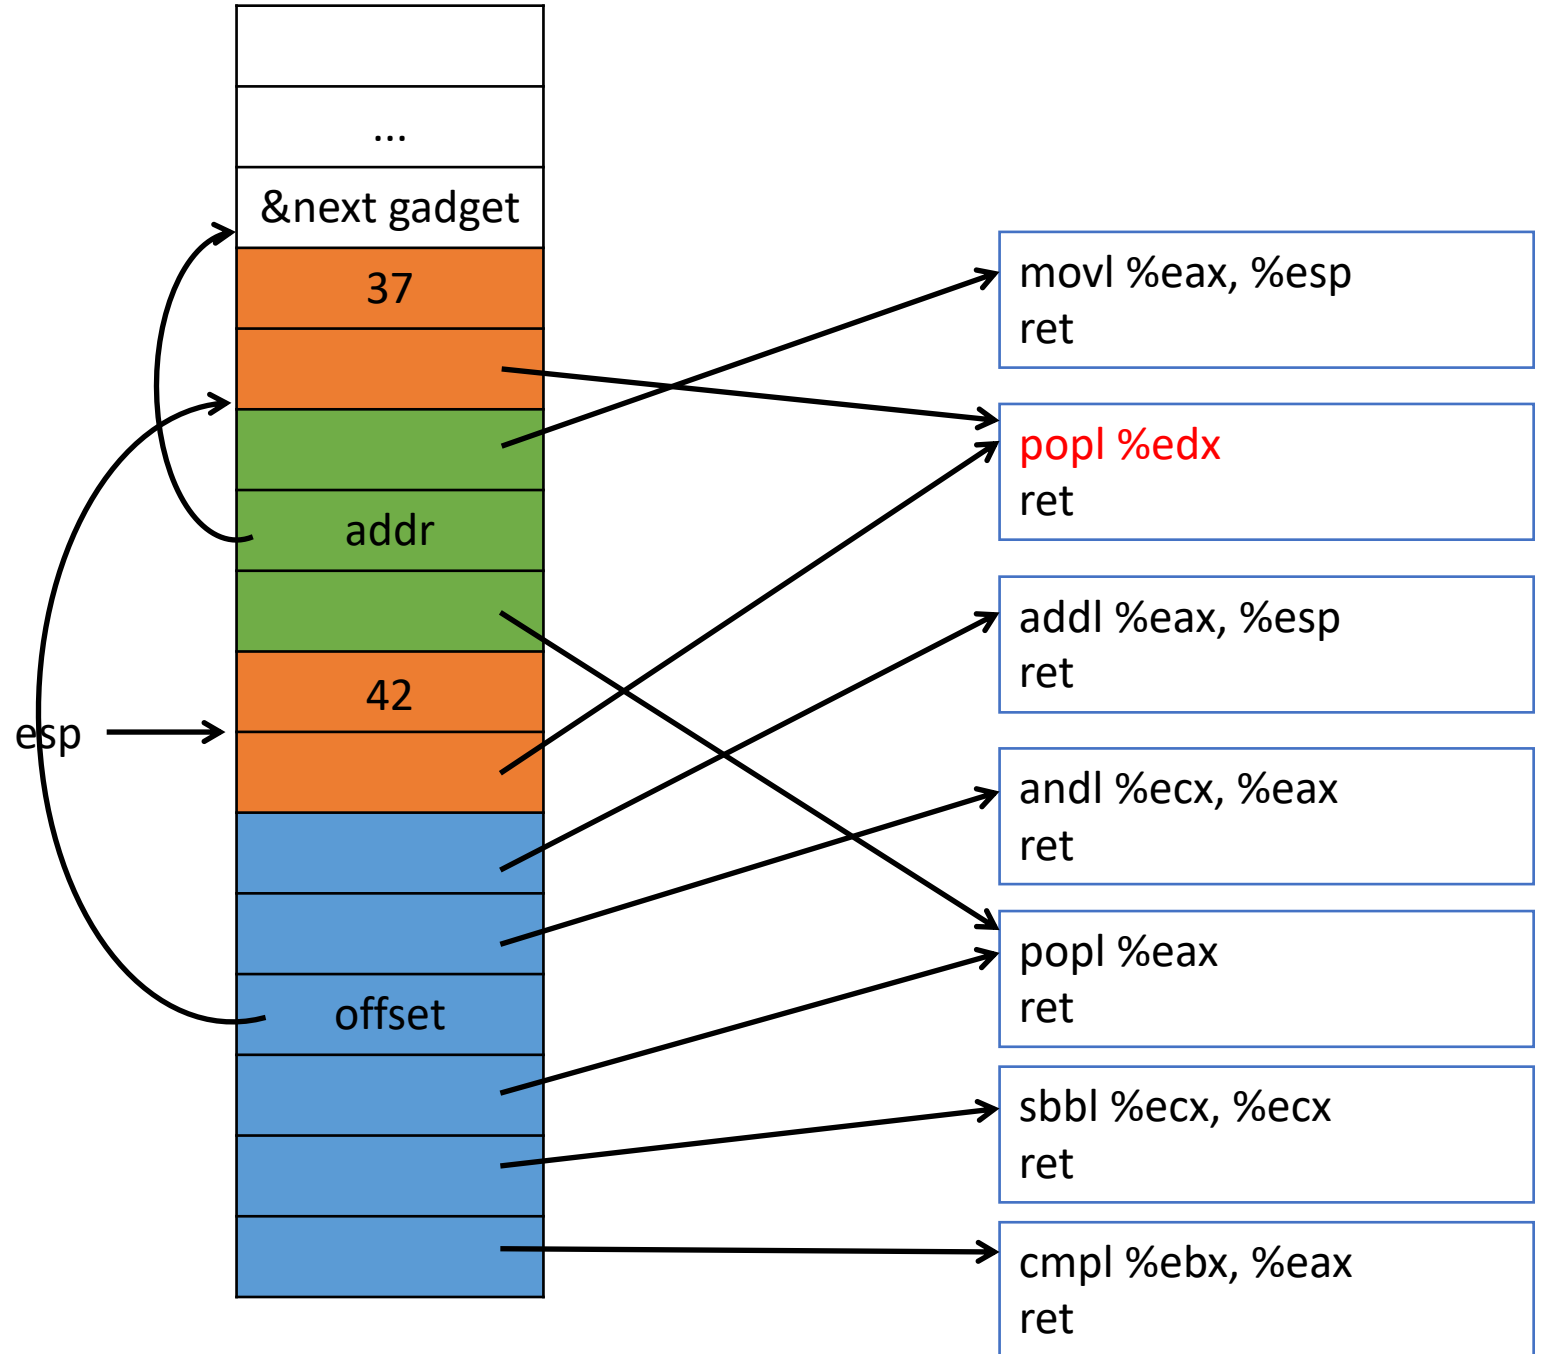 ...
&next gadget
37
addr
42
esp
offset
movl %eax, %esp
ret
popl %edx
ret
addl %eax, %esp
ret
andl %ecx, %eax
ret
popl %eax
ret
sbbl %ecx, %ecx
ret
cmpl %ebx, %eax
ret